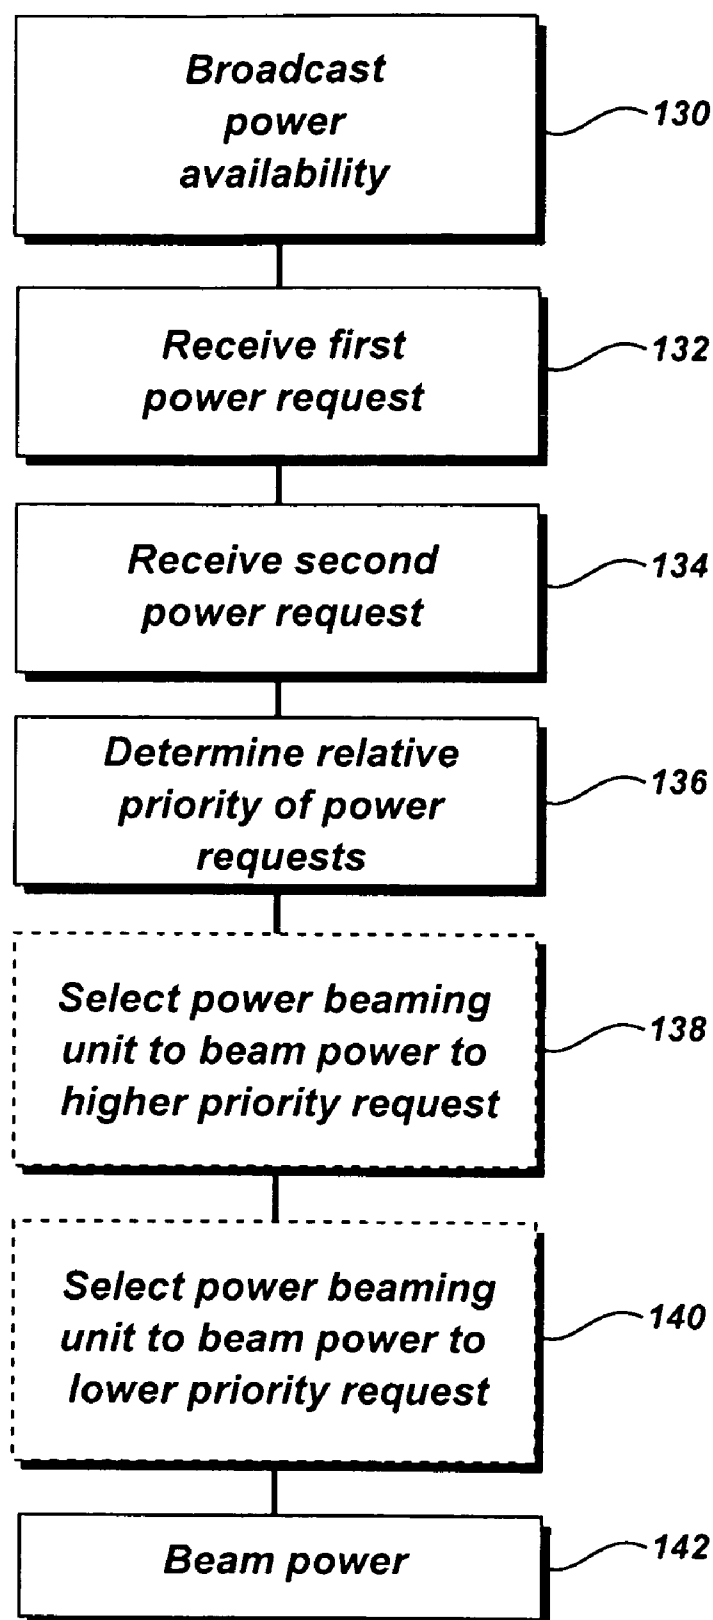 Broadcast
power
availability
130
Receive first
power request
132
Receive second
power request
134
Determine relative
priority of power
requests
136
Select power beaming
unit to beam power to
higher priority request
138
Select power beaming
unit to beam power to
lower priority request
140
Beam power
142